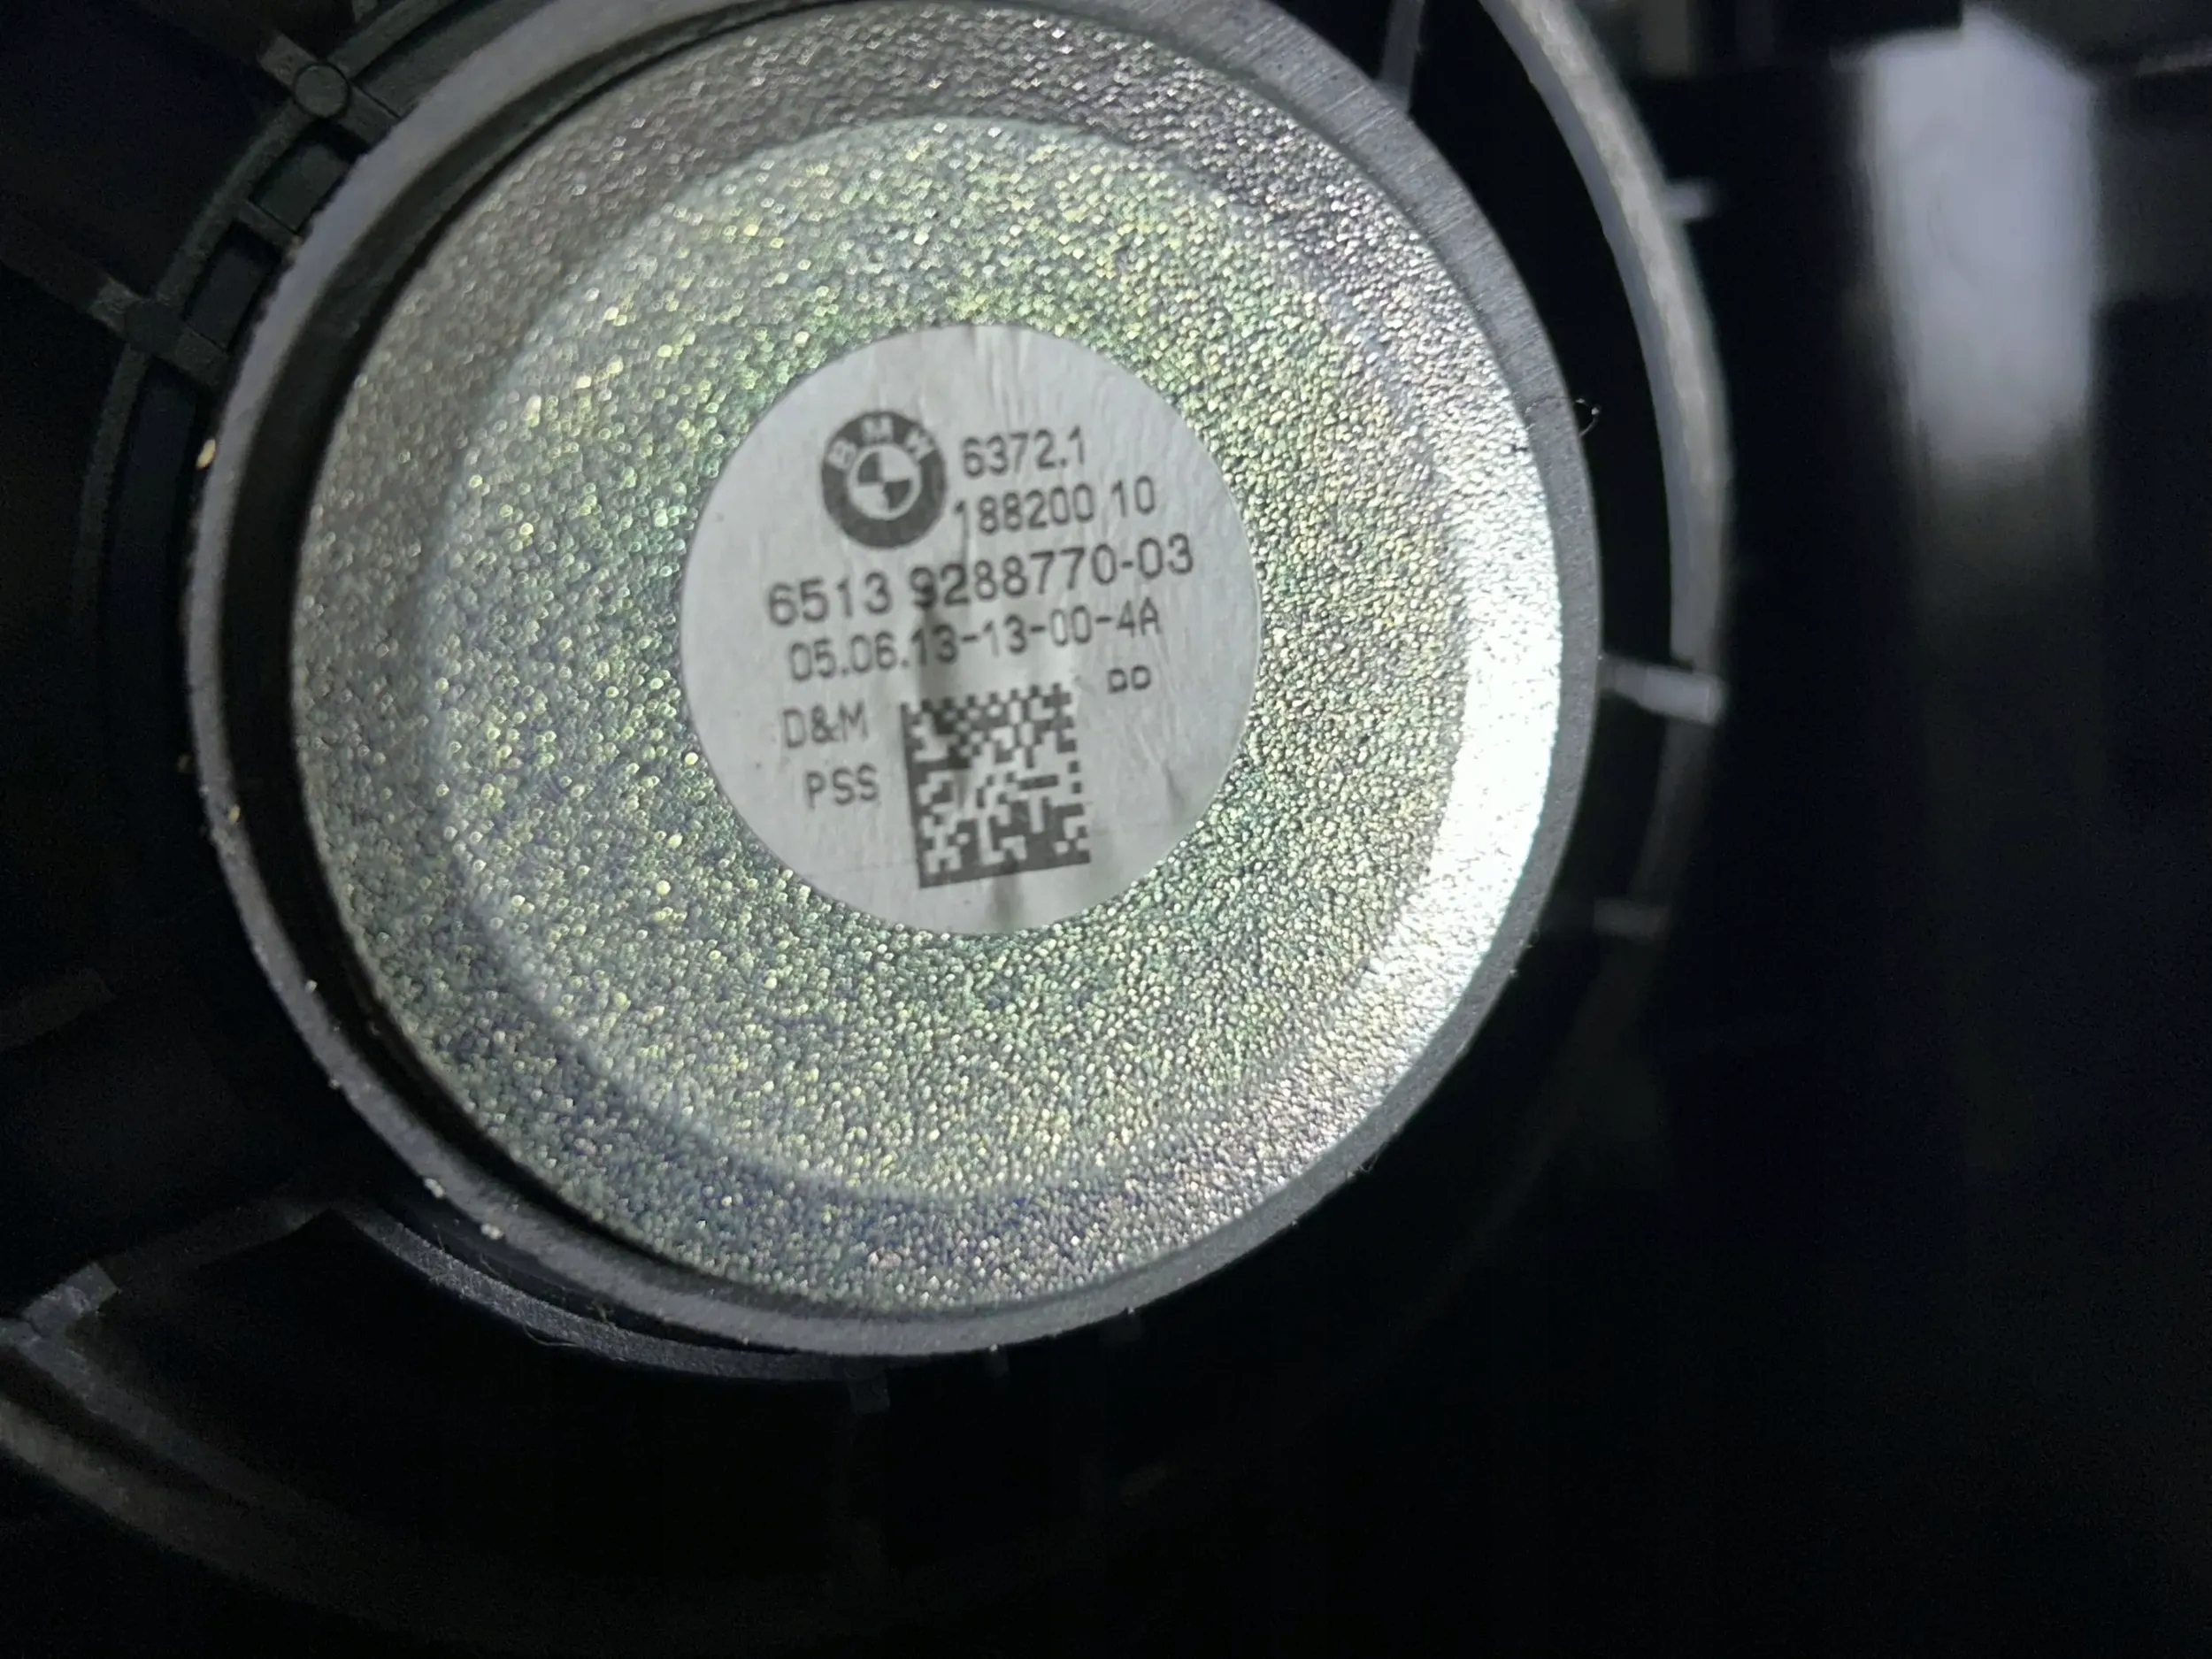 BMW
6372.1
188200 10
6513 9288770-03
05.06.13-13-00-4A
DD
D&M
PSS